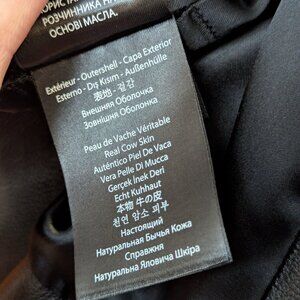 ЮРИСТ
РОЗЧИННИКА НА
ОСНОВІ МАСЛА.
Extérieur - Outershell - Capa Exterior
Esterno - Dış Kısım - Außenhülle
表地 - 겉감
Внешняя Оболочка
Зовнішня Оболонка
Peau de Vache Véritable
Real Cow Skin
Auténtico Piel De Vaca
Vera Pelle Di Mucca
Gerçek İnek Deri
Echt Kuhhaut
本物 牛の皮
천연 암소 피부
Настоящий
Натуральная Бычья Кожа
Справжня
Натуральна Яловича Шкіра